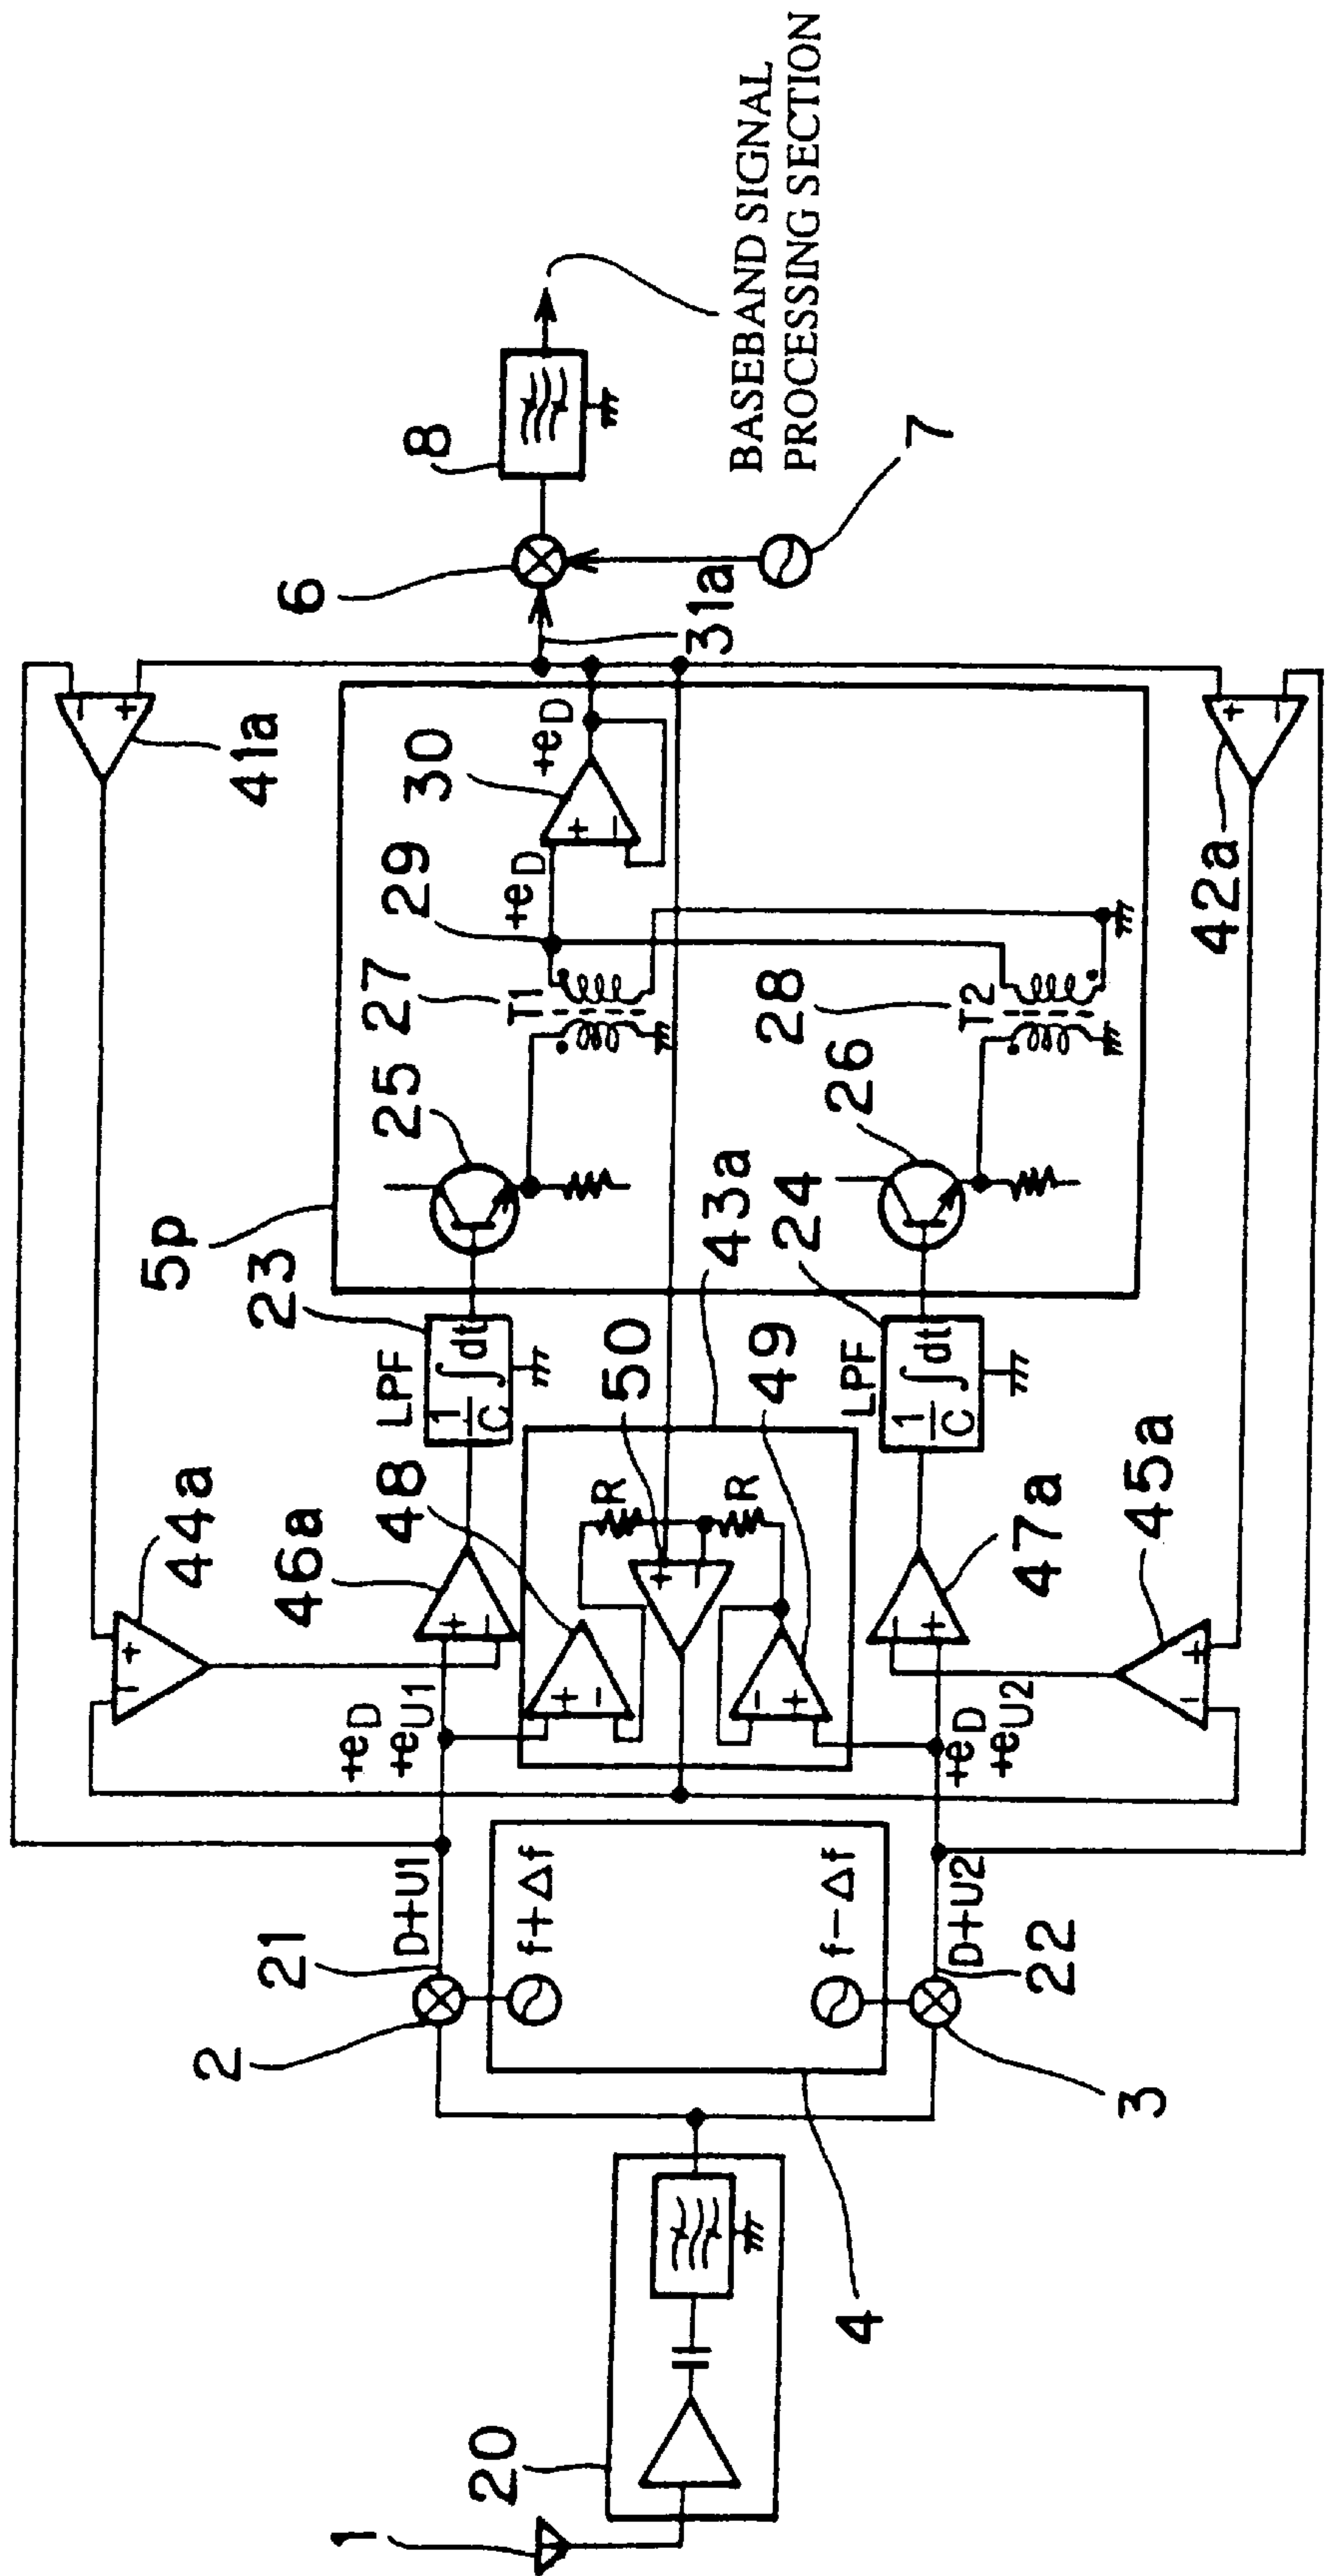 1
20
4
2
21
D+U1
f+Δf
f−Δf
D+U2
22
3
+eD
+eU1
+eD
+eU2
44a
46a
48
50
R
R
49
43a
47a
45a
LPF
1/C ∫dt
23
LPF
1/C ∫dt
24
5p
25
26
27
T1
28
T2
29
+eD
30
+eD
41a
42a
31a
6
7
8
BASEBAND SIGNAL
PROCESSING SECTION